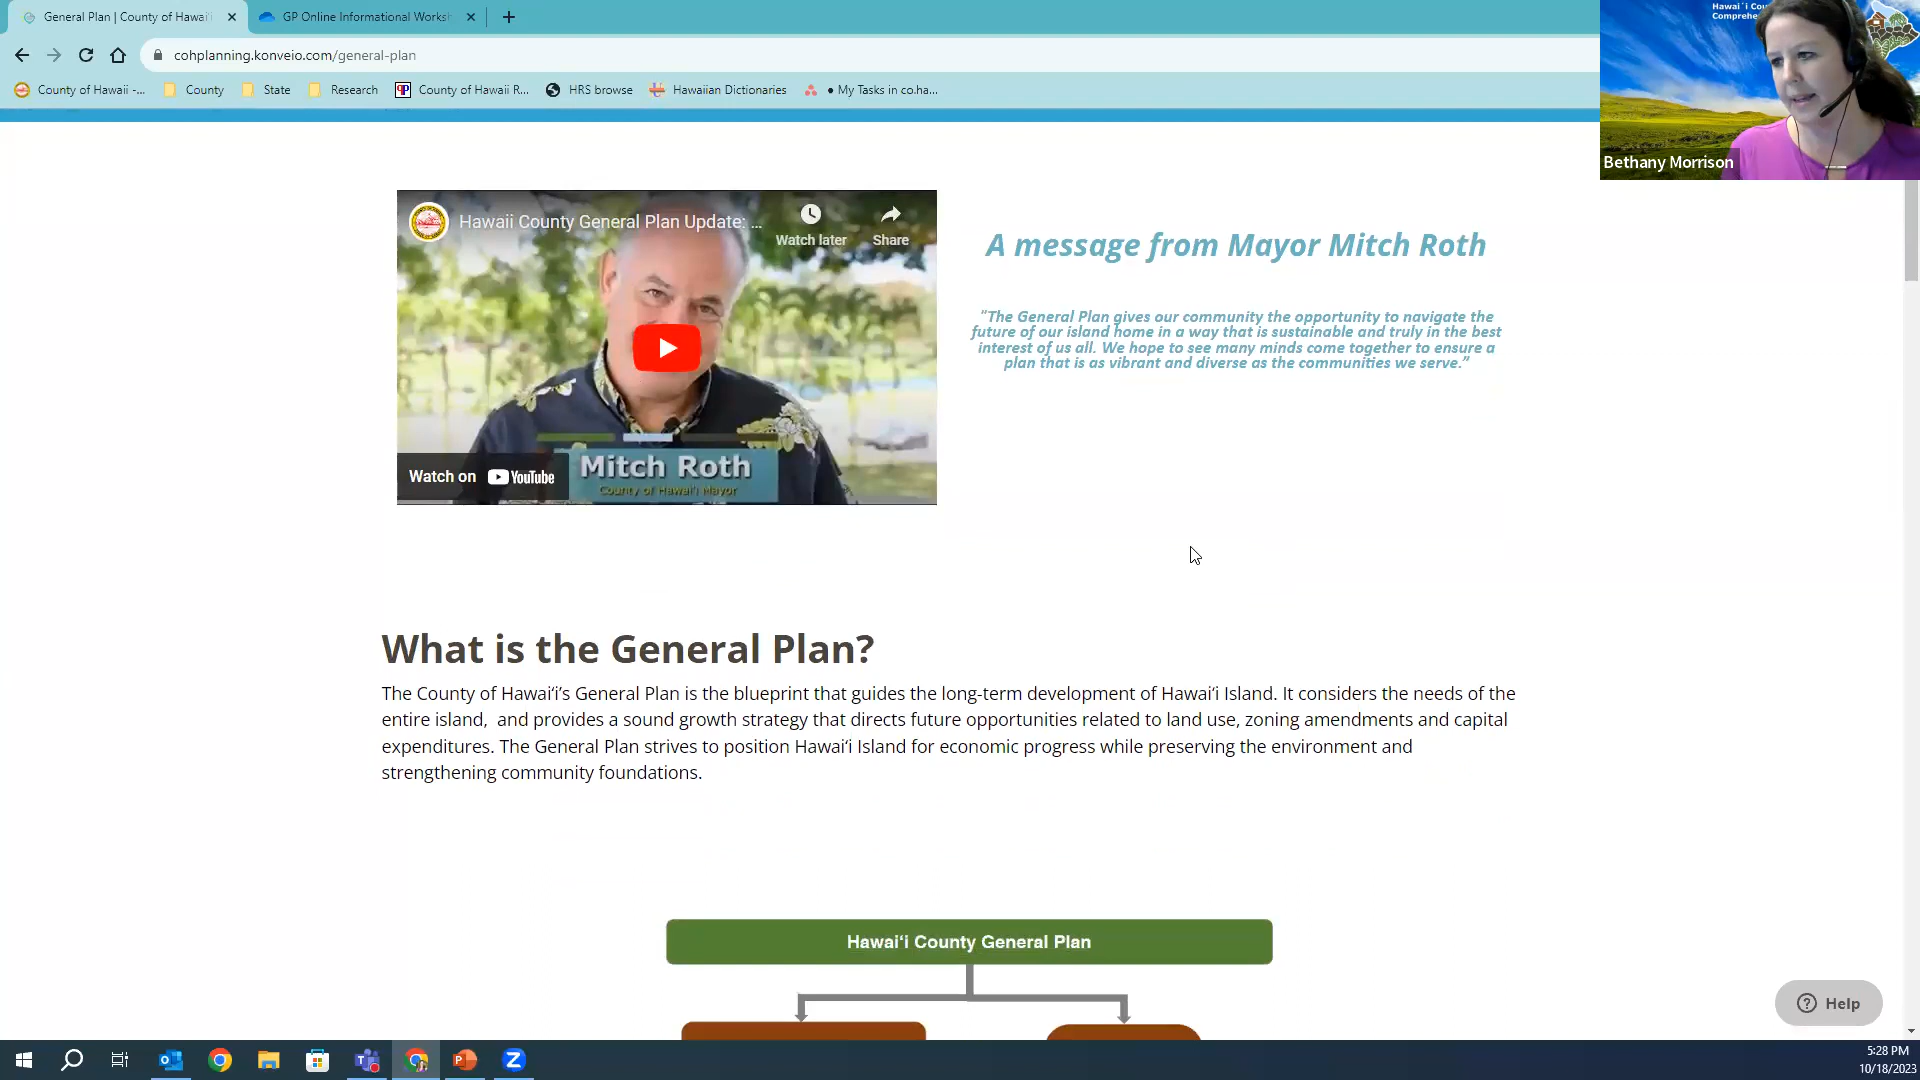 General Plan | County of Hawai'i
GP Online Informational Worksh
cohplanning.konveio.com/general-plan
County of Hawaii -...
County
State
Research
County of Hawaii R...
HRS browse
Hawaiian Dictionaries
● My Tasks in co.ha...
Hawai`i Cou
Comprehe
Bethany Morrison
Hawaii County General Plan Update: ...
Watch later
Share
Mitch Roth
County of Hawai'i Mayor
Watch on YouTube
A message from Mayor Mitch Roth
"The General Plan gives our community the opportunity to navigate the
future of our island home in a way that is sustainable and truly in the best
interest of us all. We hope to see many minds come together to ensure a
plan that is as vibrant and diverse as the communities we serve."
What is the General Plan?
The County of Hawaiʻi's General Plan is the blueprint that guides the long-term development of Hawaiʻi Island. It considers the needs of the
entire island,  and provides a sound growth strategy that directs future opportunities related to land use, zoning amendments and capital
expenditures. The General Plan strives to position Hawaiʻi Island for economic progress while preserving the environment and
strengthening community foundations.
Hawaiʻi County General Plan
Help
5:28 PM
10/18/2023